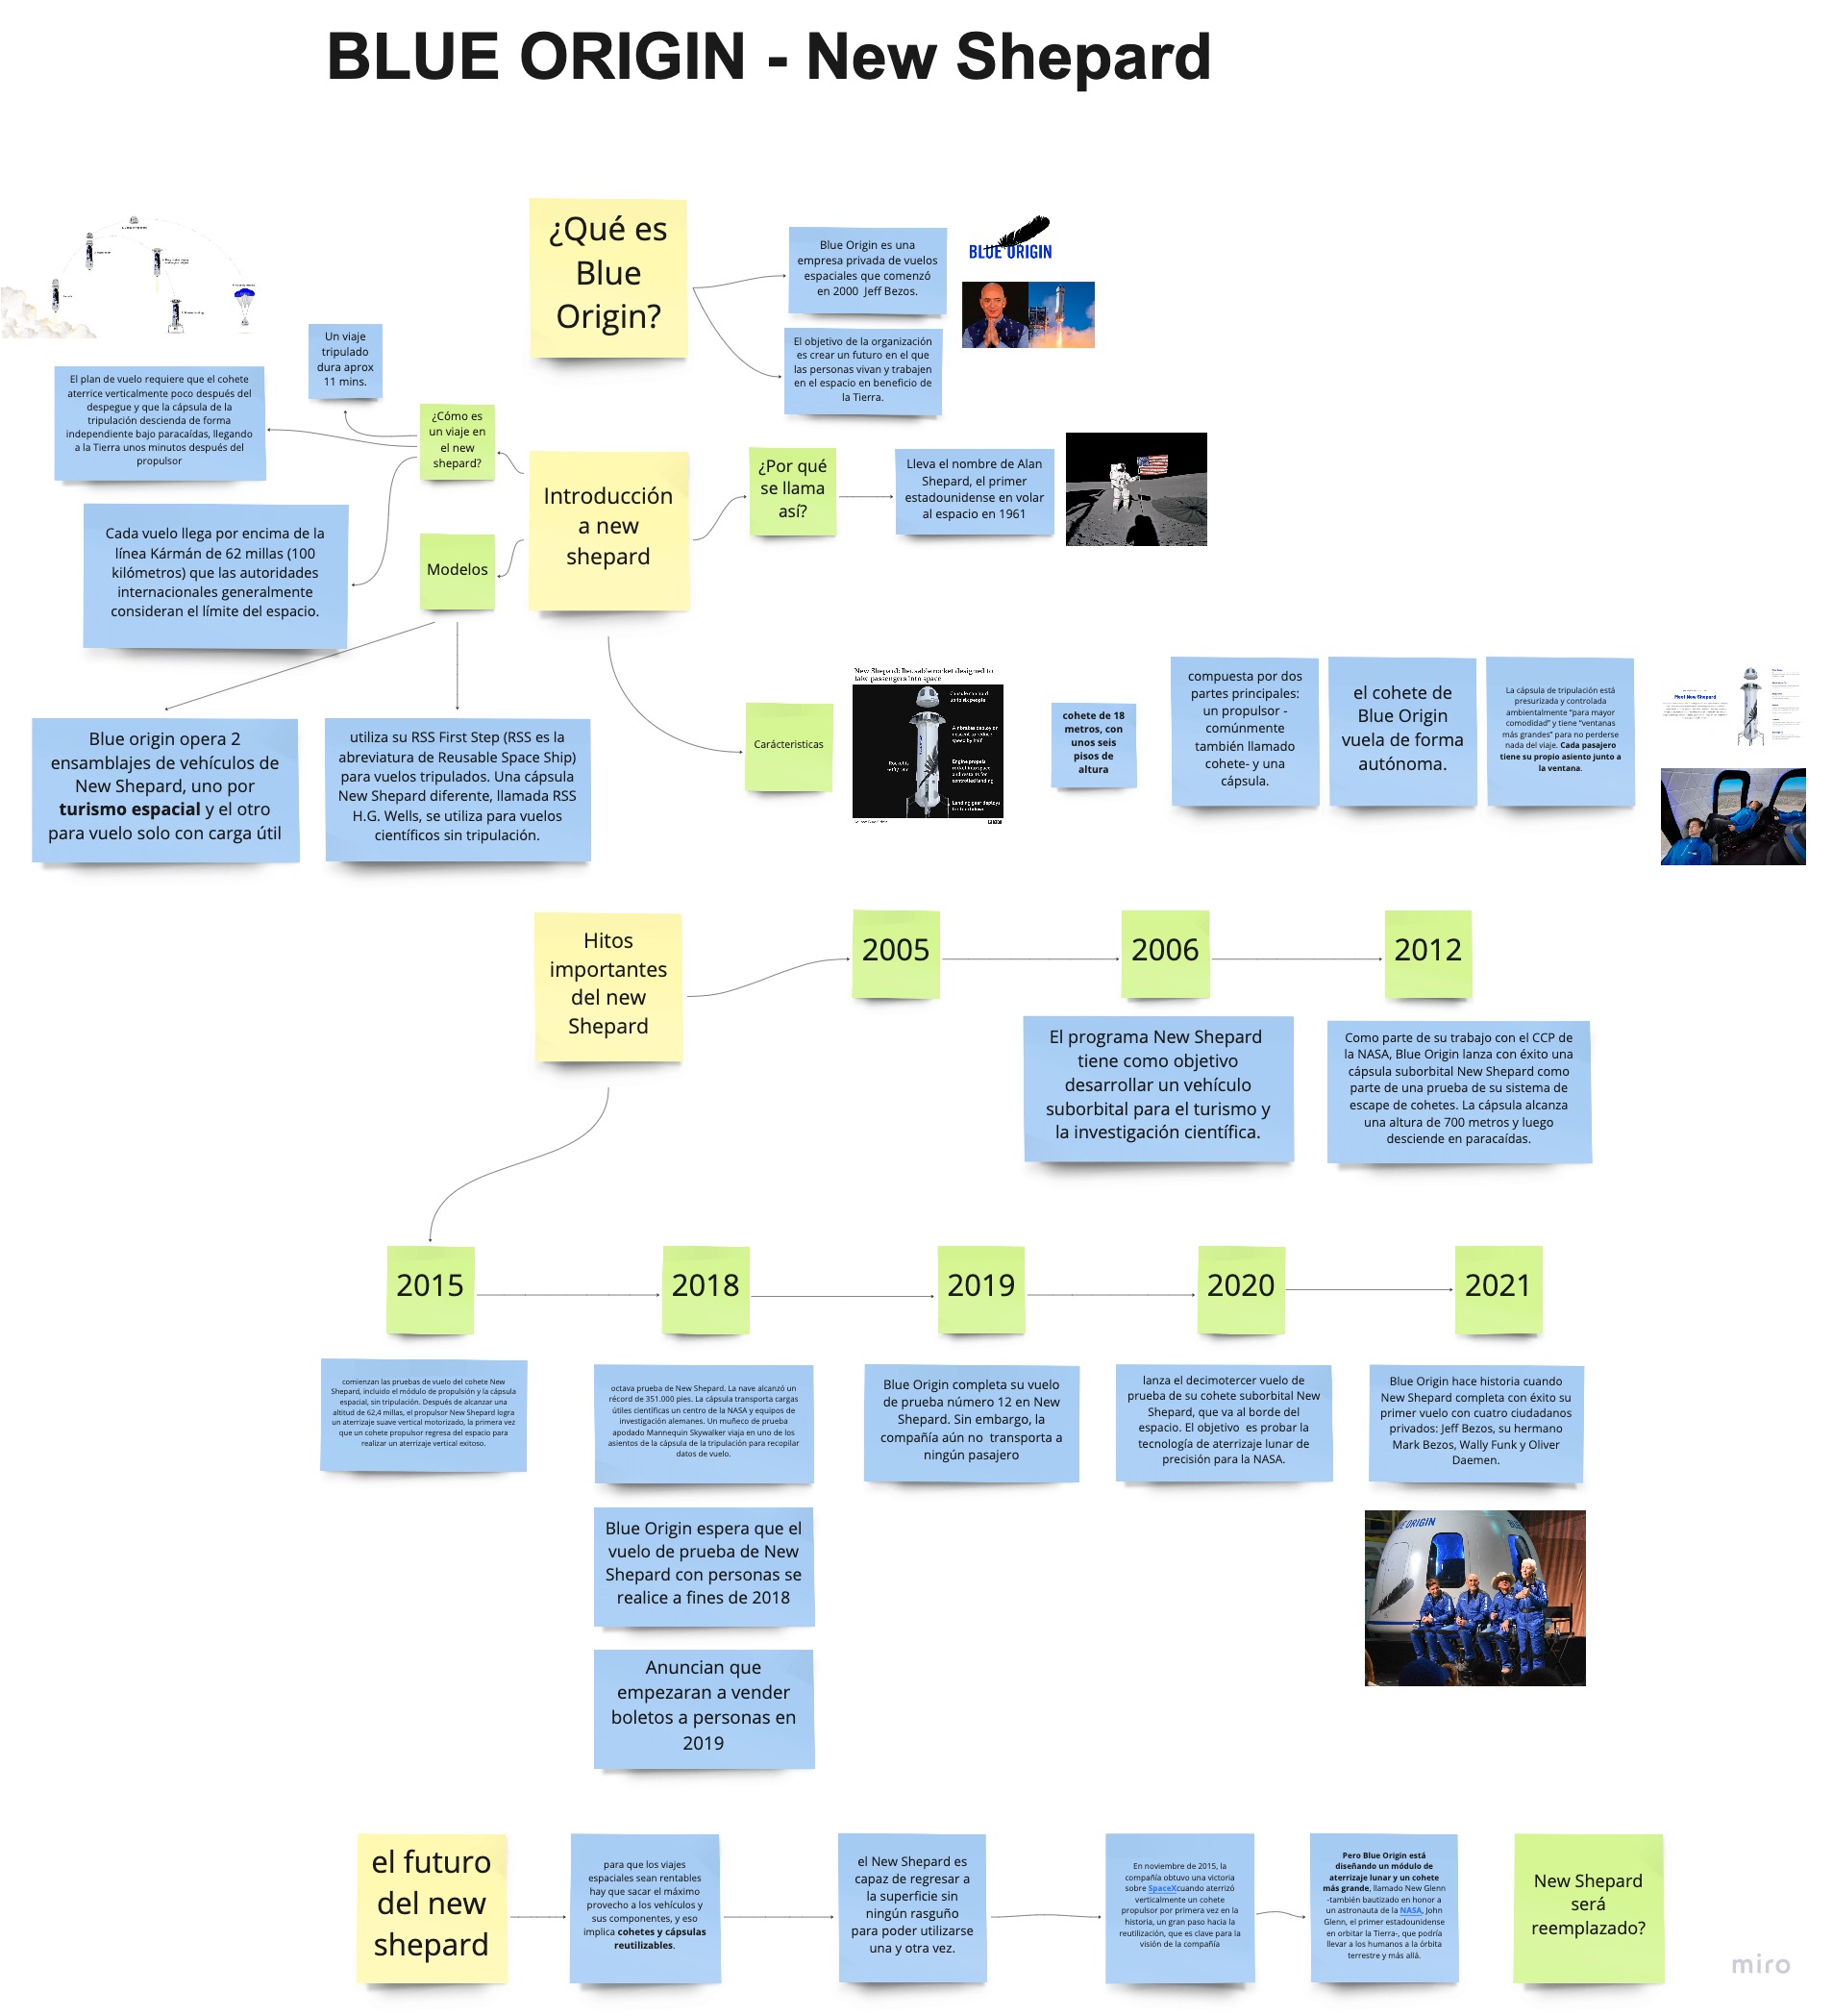 BLUE ORIGIN - New Shepard
¿Qué es
Blue
Origin?
Blue Origin es una
empresa privada de vuelos
espaciales que comenzó
en 2000 Jeff Bezos.
BLUE ORIGIN
El objetivo de la organización
es crear un futuro en el que
las personas vivan y trabajen
en el espacio en beneficio de
la Tierra.
Un viaje
tripulado
dura aprox
11 mins.
El plan de vuelo requiere que el cohete
aterrice verticalmente poco después del
despegue y que la cápsula de la
tripulación descienda de forma
independiente bajo paracaídas, llegando
a la Tierra unos minutos después del
propulsor
¿Cómo es
un viaje en
el new
shepard?
Introducción
a new
shepard
¿Por qué
se llama
así?
Lleva el nombre de Alan
Shepard, el primer
estadounidense en volar
al espacio en 1961
Cada vuelo llega por encima de la
línea Kármán de 62 millas (100
kilómetros) que las autoridades
internacionales generalmente
consideran el límite del espacio.
Modelos
Blue origin opera 2
ensamblajes de vehículos de
New Shepard, uno por
turismo espacial y el otro
para vuelo solo con carga útil
utiliza su RSS First Step (RSS es la
abreviatura de Reusable Space Ship)
para vuelos tripulados. Una cápsula
New Shepard diferente, llamada RSS
H.G. Wells, se utiliza para vuelos
científicos sin tripulación.
Carácteristicas
New Shepard: Reusable rocket designed to
take passengers into space
cohete de 18
metros, con
unos seis
pisos de
altura
compuesta por dos
partes principales:
un propulsor -
comúnmente
también llamado
cohete- y una
cápsula.
el cohete de
Blue Origin
vuela de forma
autónoma.
La cápsula de tripulación está
presurizada y controlada
ambientalmente “para mayor
comodidad” y tiene “ventanas
más grandes” para no perderse
nada del viaje. Cada pasajero
tiene su propio asiento junto a
la ventana.
Meet New Shepard
Hitos
importantes
del new
Shepard
2005
2006
2012
El programa New Shepard
tiene como objetivo
desarrollar un vehículo
suborbital para el turismo y
la investigación científica.
Como parte de su trabajo con el CCP de
la NASA, Blue Origin lanza con éxito una
cápsula suborbital New Shepard como
parte de una prueba de su sistema de
escape de cohetes. La cápsula alcanza
una altura de 700 metros y luego
desciende en paracaídas.
2015
2018
2019
2020
2021
comienzan las pruebas de vuelo del cohete New
Shepard, incluido el módulo de propulsión y la cápsula
espacial, sin tripulación. Después de alcanzar una
altitud de 62,4 millas, el propulsor New Shepard logra
un aterrizaje suave vertical motorizado, la primera vez
que un cohete propulsor regresa del espacio para
realizar un aterrizaje vertical exitoso.
octava prueba de New Shepard. La nave alcanzó un
récord de 351.000 pies. La cápsula transporta cargas
útiles científicas un centro de la NASA y equipos de
investigación alemanes. Un muñeco de prueba
apodado Mannequin Skywalker viaja en uno de los
asientos de la cápsula de la tripulación para recopilar
datos de vuelo.
Blue Origin completa su vuelo
de prueba número 12 en New
Shepard. Sin embargo, la
compañía aún no transporta a
ningún pasajero
lanza el decimotercer vuelo de
prueba de su cohete suborbital New
Shepard, que va al borde del
espacio. El objetivo es probar la
tecnología de aterrizaje lunar de
precisión para la NASA.
Blue Origin hace historia cuando
New Shepard completa con éxito su
primer vuelo con cuatro ciudadanos
privados: Jeff Bezos, su hermano
Mark Bezos, Wally Funk y Oliver
Daemen.
Blue Origin espera que el
vuelo de prueba de New
Shepard con personas se
realice a fines de 2018
Anuncian que
empezaran a vender
boletos a personas en
2019
el futuro
del new
shepard
para que los viajes
espaciales sean rentables
hay que sacar el máximo
provecho a los vehículos y
sus componentes, y eso
implica cohetes y cápsulas
reutilizables.
el New Shepard es
capaz de regresar a
la superficie sin
ningún rasguño
para poder utilizarse
una y otra vez.
En noviembre de 2015, la
compañía obtuvo una victoria
sobre SpaceXcuando aterrizó
verticalmente un cohete
propulsor por primera vez en la
historia, un gran paso hacia la
reutilización, que es clave para la
visión de la compañía
Pero Blue Origin está
diseñando un módulo de
aterrizaje lunar y un cohete
más grande, llamado New Glenn
-también bautizado en honor a
un astronauta de la NASA, John
Glenn, el primer estadounidense
en orbitar la Tierra-, que podría
llevar a los humanos a la órbita
terrestre y más allá.
New Shepard
será
reemplazado?
miro